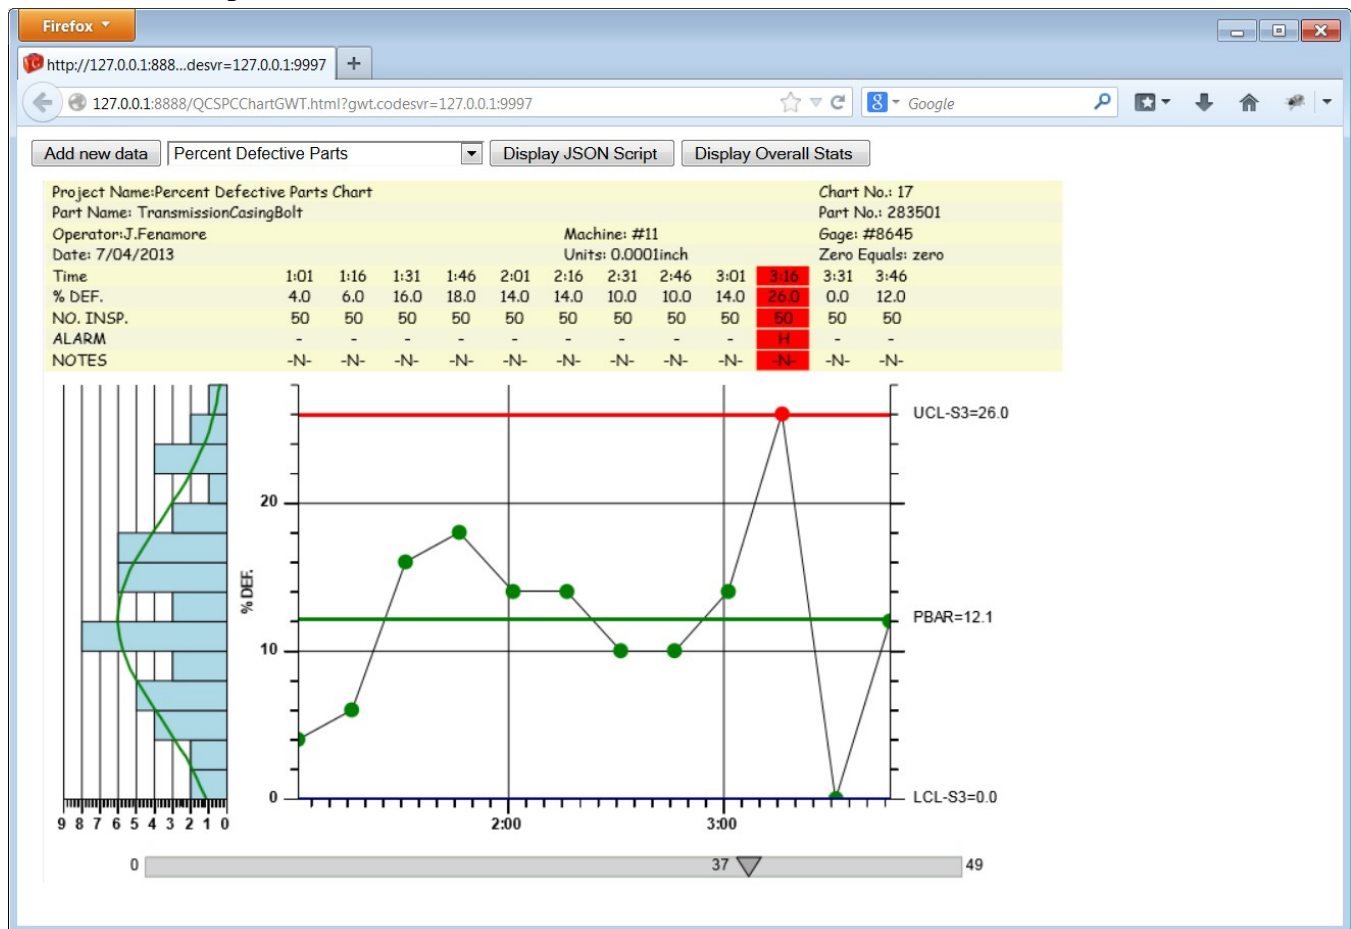 Firefox
http://127.0.0.1:888...desvr=127.0.0.1:9997
127.0.0.1:8888/QCSPCChartGWT.html?gwt.codesvr=127.0.0.1:9997 Google
Add new data Percent Defective Parts Display JSON Script Display Overall Stats
Project Name:Percent Defective Parts Chart Chart No.: 17
Part Name: TransmissionCasingBolt Part No.: 283501
Operator:J.Fenamore Machine: #11 Gage: #8645
Date: 7/04/2013 Units: 0.0001inch Zero Equals: zero
Time 1:01 1:16 1:31 1:46 2:01 2:16 2:31 2:46 3:01 3:16 3:31 3:46
% DEF. 4.0 6.0 16.0 18.0 14.0 14.0 10.0 10.0 14.0 26.0 0.0 12.0
NO. INSP. 50 50 50 50 50 50 50 50 50 50 50 50
ALARM - - - - - - - - - H - -
NOTES -N- -N- -N- -N- -N- -N- -N- -N- -N- -N- -N- -N-
UCL-S3=26.0
20
% DEF.
PBAR=12.1
10
0 LCL-S3=0.0
9 8 7 6 5 4 3 2 1 0 2:00 3:00
0 37 49